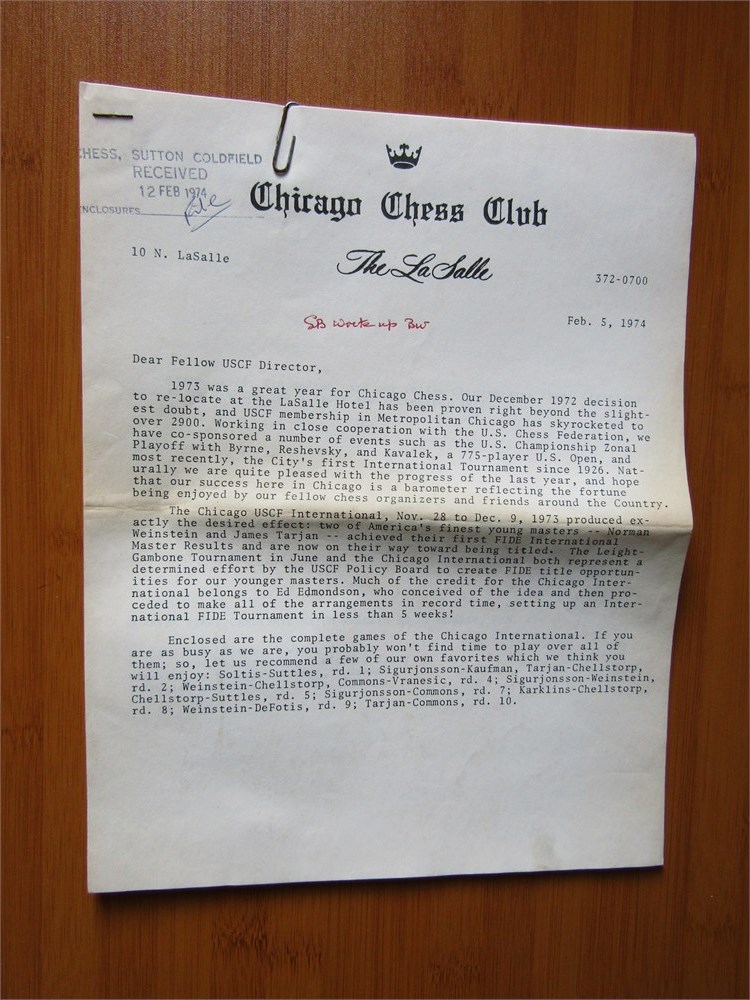 CHESS, SUTTON COLDFIELD
RECEIVED
12 FEB 1974
ENCLOSURES
Chicago Chess Club
10 N. LaSalle
The LaSalle
372-0700
SB wrote up BW
Feb. 5, 1974
Dear Fellow USCF Director,
1973 was a great year for Chicago Chess. Our December 1972 decision
to re-locate at the LaSalle Hotel has been proven right beyond the slight-
est doubt, and USCF membership in Metropolitan Chicago has skyrocketed to
over 2900. Working in close cooperation with the U.S. Chess Federation, we
have co-sponsored a number of events such as the U.S. Championship Zonal
Playoff with Byrne, Reshevsky, and Kavalek, a 775-player U.S. Open, and
most recently, the City's first International Tournament since 1926. Nat-
urally we are quite pleased with the progress of the last year, and hope
that our success here in Chicago is a barometer reflecting the fortune
being enjoyed by our fellow chess organizers and friends around the Country.
The Chicago USCF International, Nov. 28 to Dec. 9, 1973 produced ex-
actly the desired effect: two of America's finest young masters -- Norman
Weinstein and James Tarjan -- achieved their first FIDE International
Master Results and are now on their way toward being titled. The Leight-
Gambone Tournament in June and the Chicago International both represent a
determined effort by the USCF Policy Board to create FIDE title opportun-
ities for our younger masters. Much of the credit for the Chicago Inter-
national belongs to Ed Edmondson, who conceived of the idea and then pro-
ceded to make all of the arrangements in record time, setting up an Inter-
national FIDE Tournament in less than 5 weeks!
Enclosed are the complete games of the Chicago International. If you
are as busy as we are, you probably won't find time to play over all of
them; so, let us recommend a few of our own favorites which we think you
will enjoy: Soltis-Suttles, rd. 1; Sigurjonsson-Kaufman, Tarjan-Chellstorp,
rd. 2; Weinstein-Chellstorp, Commons-Vranesic, rd. 4; Sigurjonsson-Weinstein,
Chellstorp-Suttles, rd. 5; Sigurjonsson-Commons, rd. 7; Karklins-Chellstorp,
rd. 8; Weinstein-DeFotis, rd. 9; Tarjan-Commons, rd. 10.